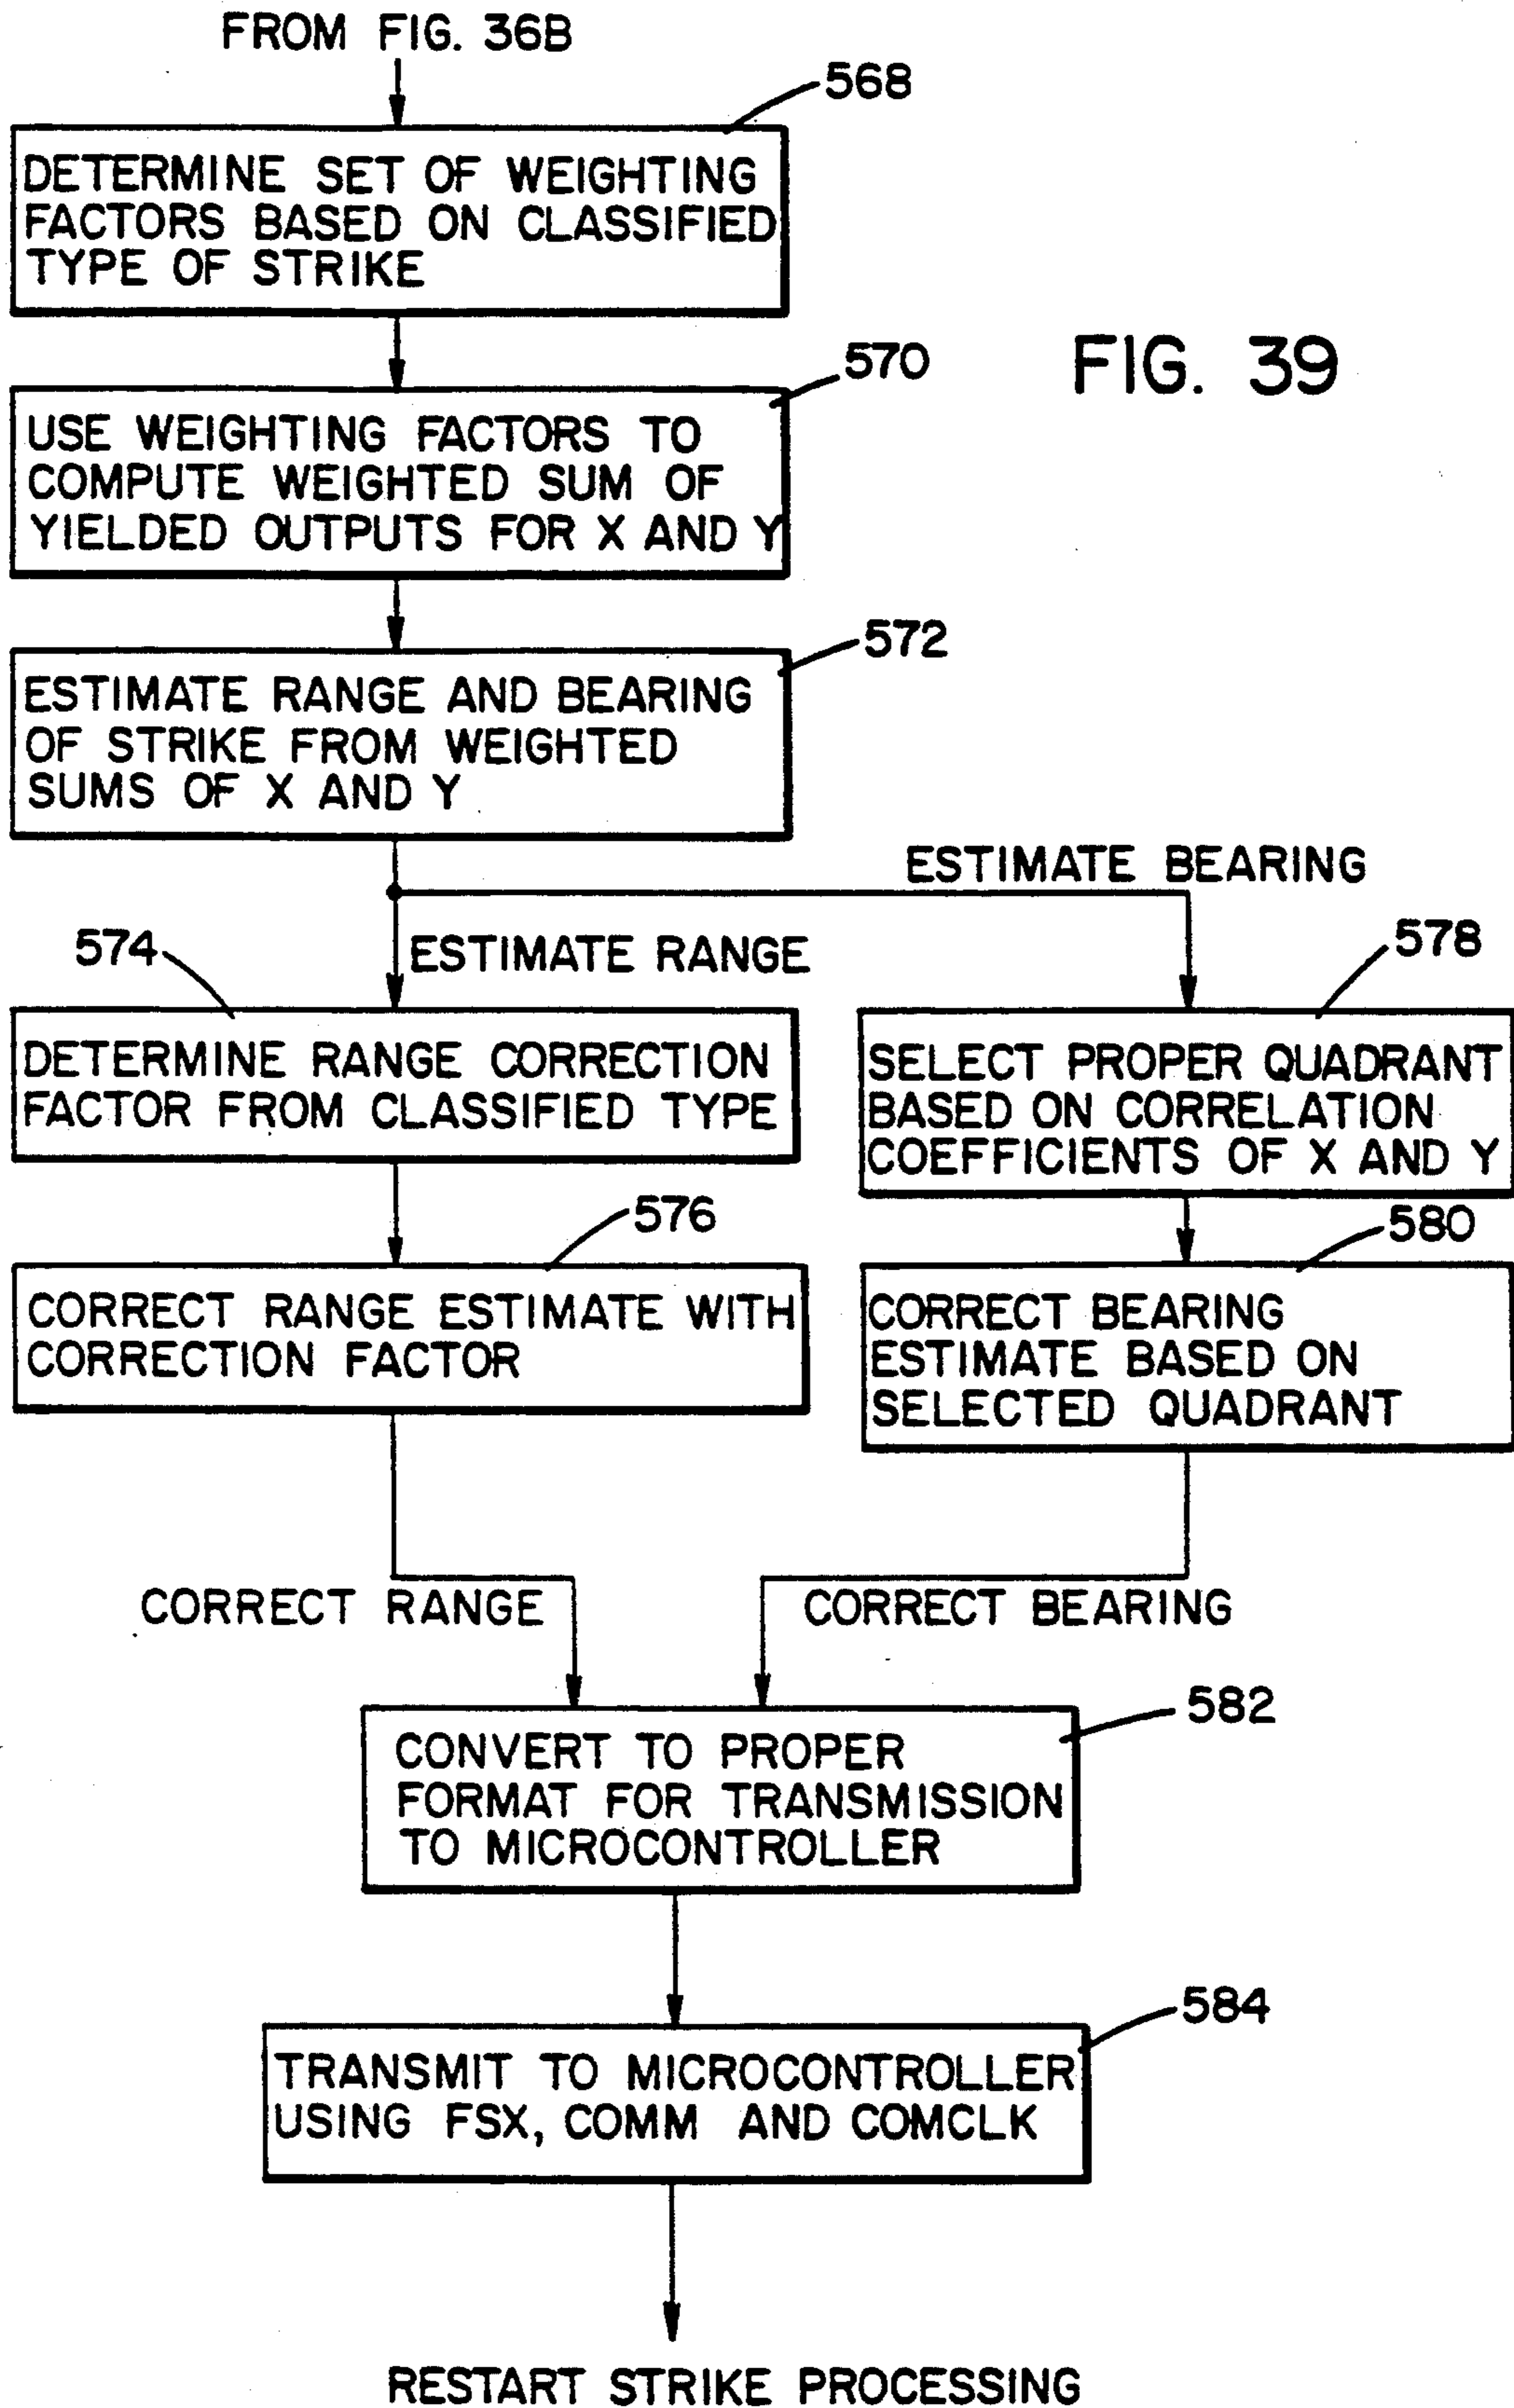 FROM FIG. 36B
568
DETERMINE SET OF WEIGHTING
FACTORS BASED ON CLASSIFIED
TYPE OF STRIKE
FIG. 39
570
USE WEIGHTING FACTORS TO
COMPUTE WEIGHTED SUM OF
YIELDED OUTPUTS FOR X AND Y
572
ESTIMATE RANGE AND BEARING
OF STRIKE FROM WEIGHTED
SUMS OF X AND Y
ESTIMATE BEARING
574
ESTIMATE RANGE
578
DETERMINE RANGE CORRECTION
FACTOR FROM CLASSIFIED TYPE
SELECT PROPER QUADRANT
BASED ON CORRELATION
COEFFICIENTS OF X AND Y
576
580
CORRECT RANGE ESTIMATE WITH
CORRECTION FACTOR
CORRECT BEARING
ESTIMATE BASED ON
SELECTED QUADRANT
CORRECT RANGE
CORRECT BEARING
582
CONVERT TO PROPER
FORMAT FOR TRANSMISSION
TO MICROCONTROLLER
584
TRANSMIT TO MICROCONTROLLER
USING FSX, COMM AND COMCLK
RESTART STRIKE PROCESSING